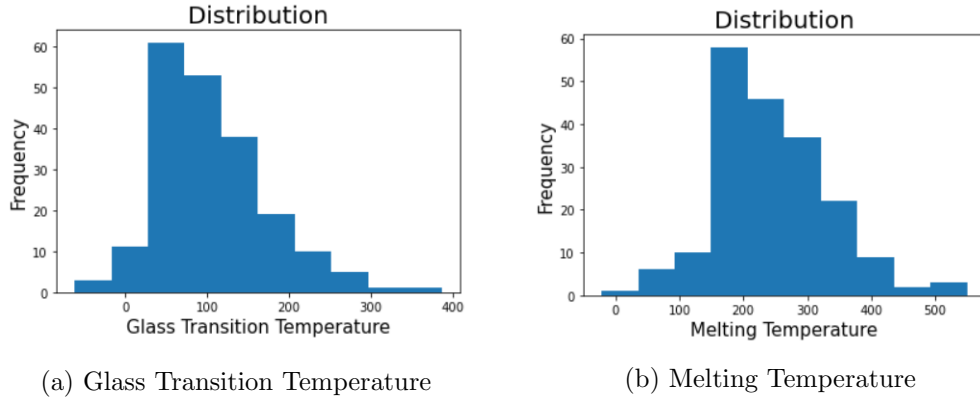 Distribution
Frequency
60
50
40
30
20
10
0
0 100 200 300 400
Glass Transition Temperature
(a) Glass Transition Temperature
Distribution
Frequency
60
50
40
30
20
10
0
0 100 200 300 400 500
Melting Temperature
(b) Melting Temperature